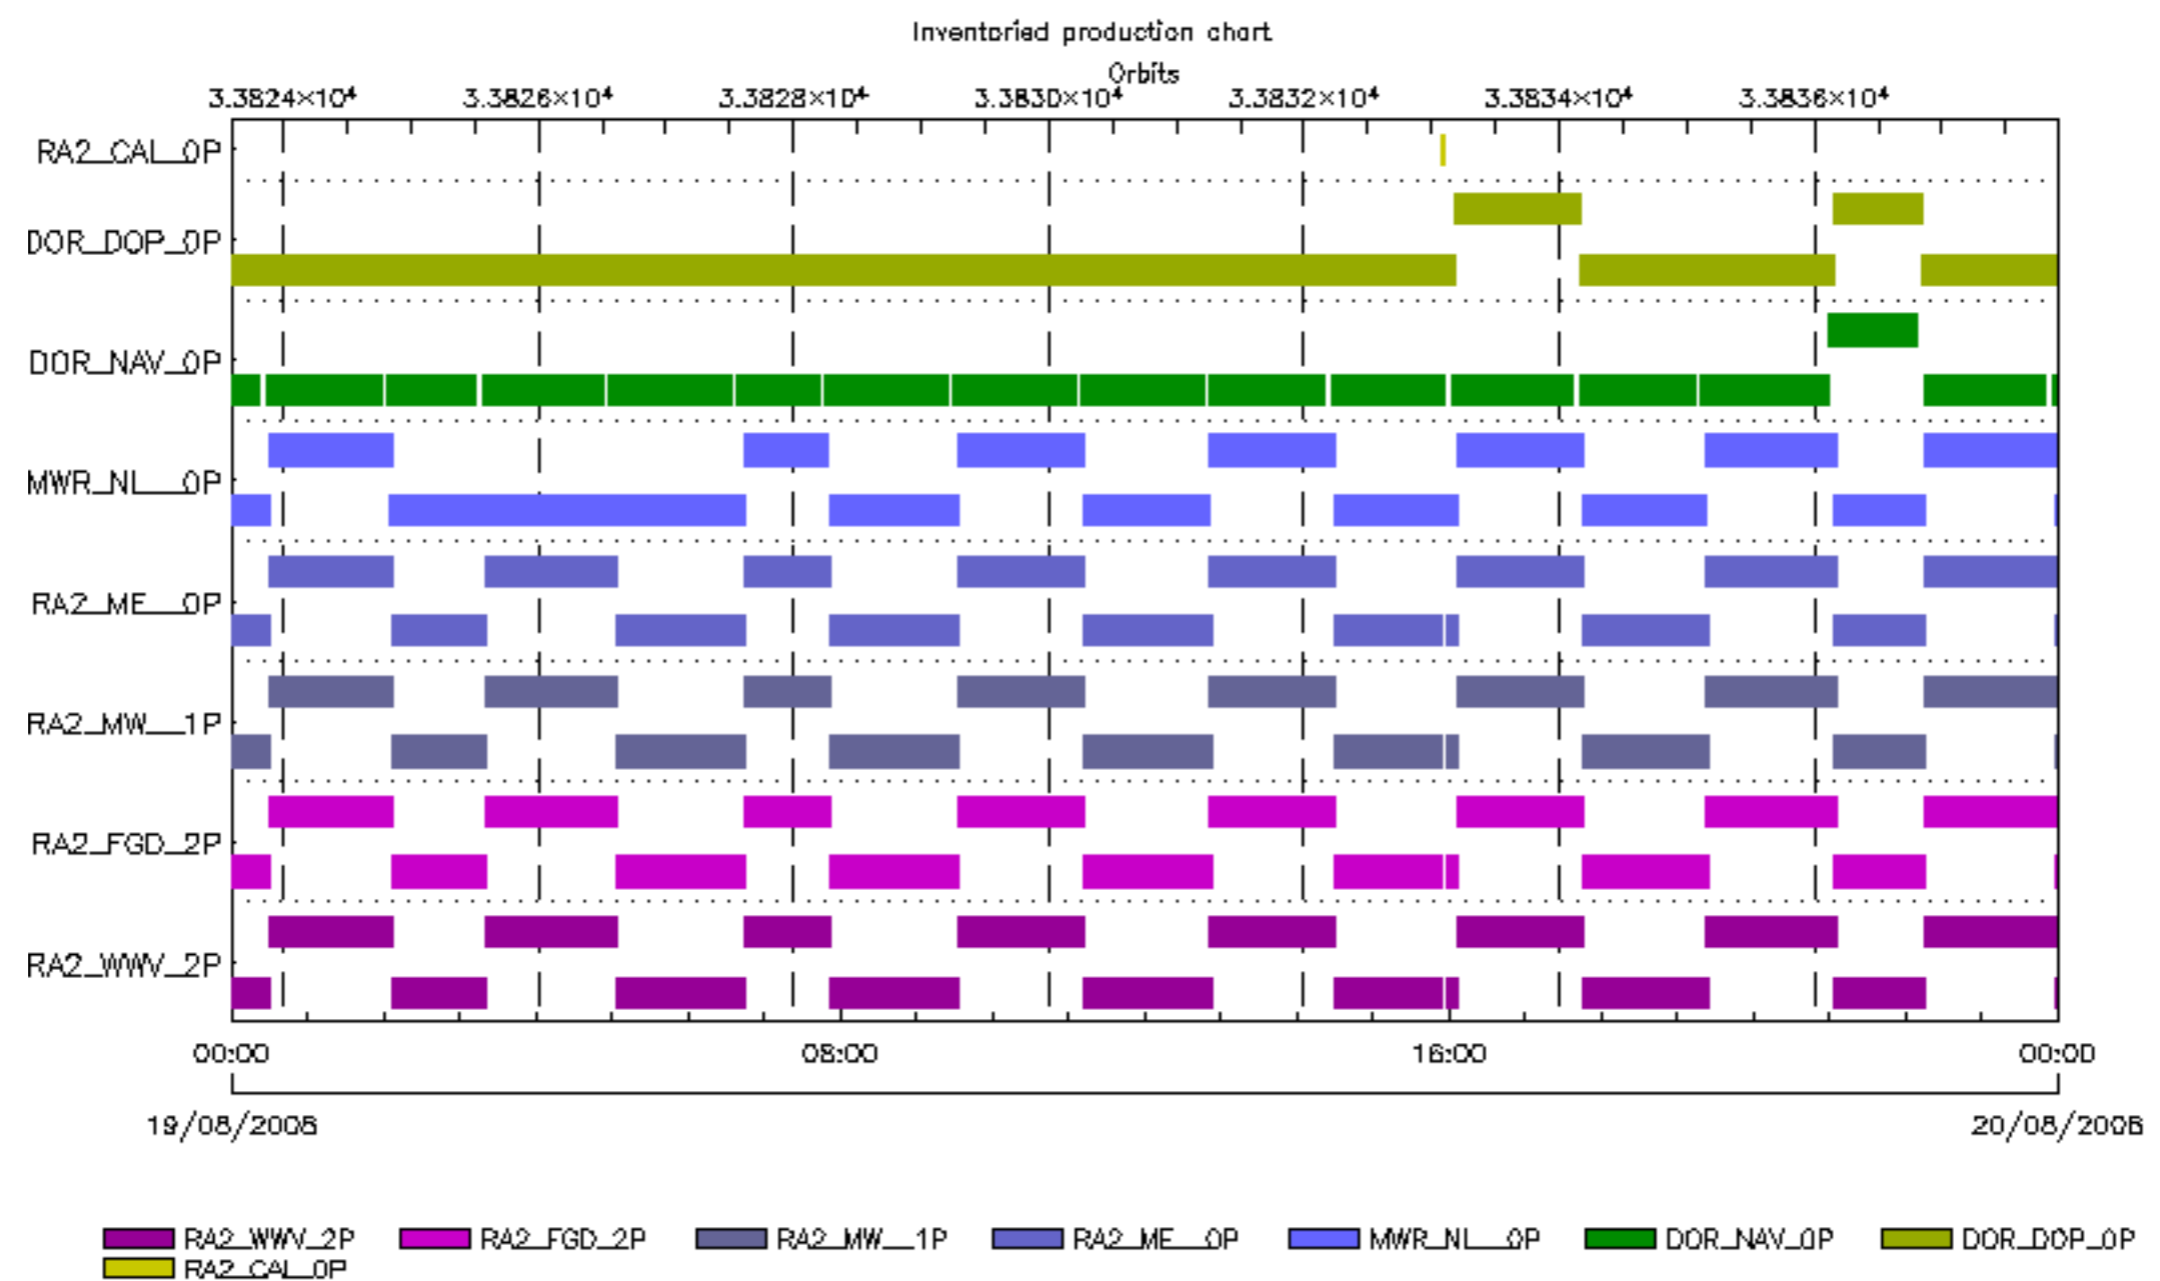 Inventoried production chart
Orbits
3.3824×10⁴ 3.3826×10⁴ 3.3828×10⁴ 3.3830×10⁴ 3.3832×10⁴ 3.3834×10⁴ 3.3836×10⁴
RA2_CAL_0P
DOR_DOP_0P
DOR_NAV_0P
MWR_NL__0P
RA2_ME__0P
RA2_MW__1P
RA2_FGD_2P
RA2_WWV_2P
00:00 08:00 16:00 00:00
19/08/2006 20/08/2006
RA2_WWV_2P RA2_FGD_2P RA2_MW__1P RA2_ME__0P MWR_NL__0P DOR_NAV_0P DOR_DOP_0P
RA2_CAL_0P